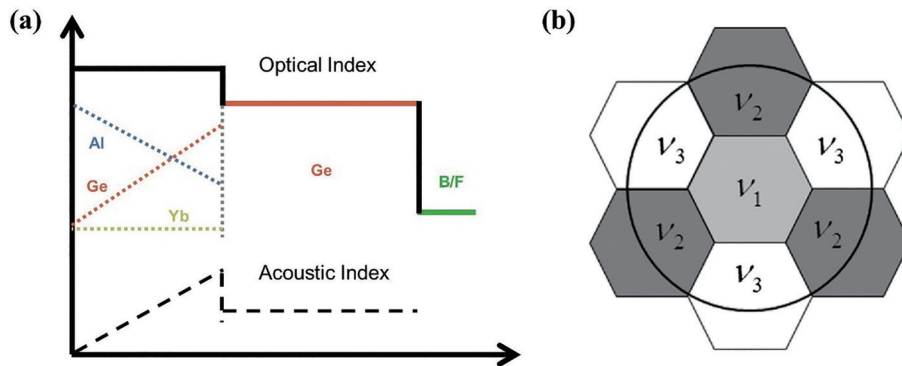 (a)
Optical Index
Al
Ge
Yb
Ge
B/F
Acoustic Index
(b)
ν2
ν3
ν3
ν1
ν2
ν2
ν3